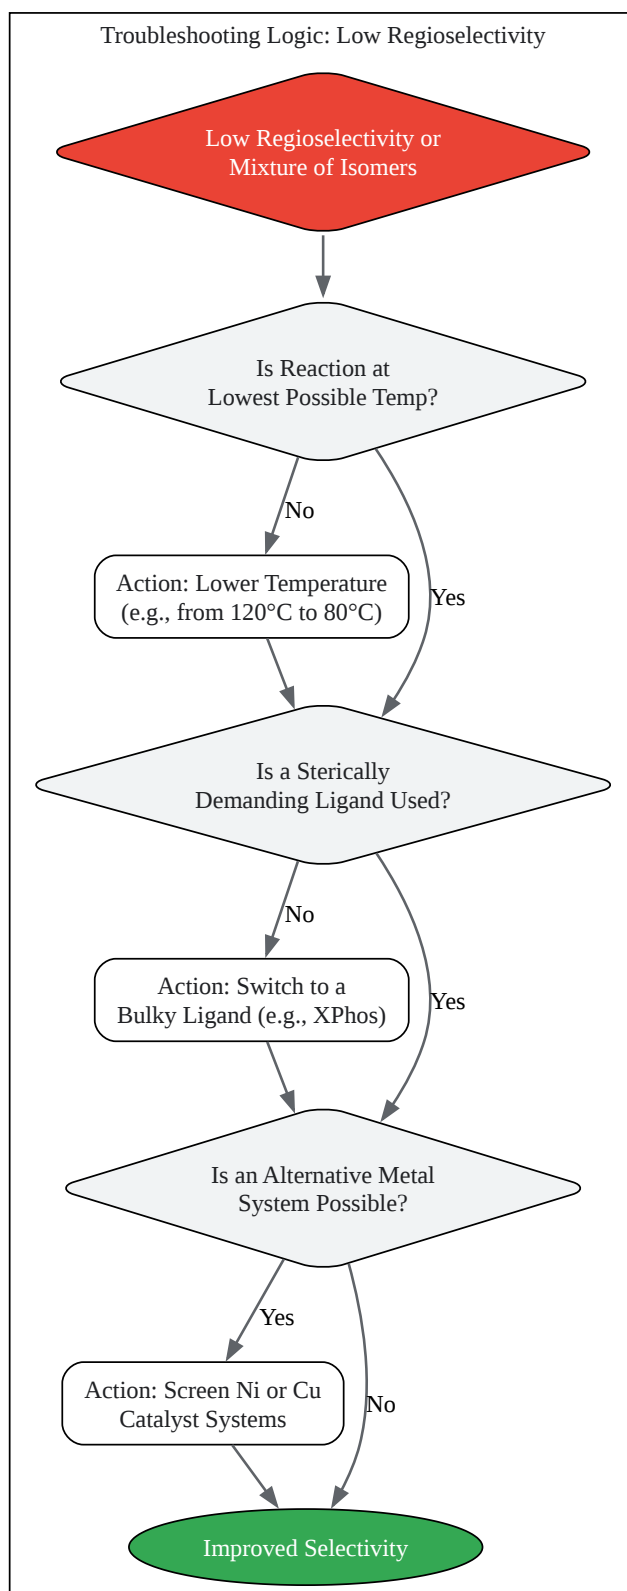 Troubleshooting Logic: Low Regioselectivity
Low Regioselectivity or
Mixture of Isomers
Is Reaction at
Lowest Possible Temp?
No
Action: Lower Temperature
(e.g., from 120°C to 80°C)
Yes
Is a Sterically
Demanding Ligand Used?
No
Action: Switch to a
Bulky Ligand (e.g., XPhos)
Yes
Is an Alternative Metal
System Possible?
Yes
Action: Screen Ni or Cu
Catalyst Systems
No
Improved Selectivity